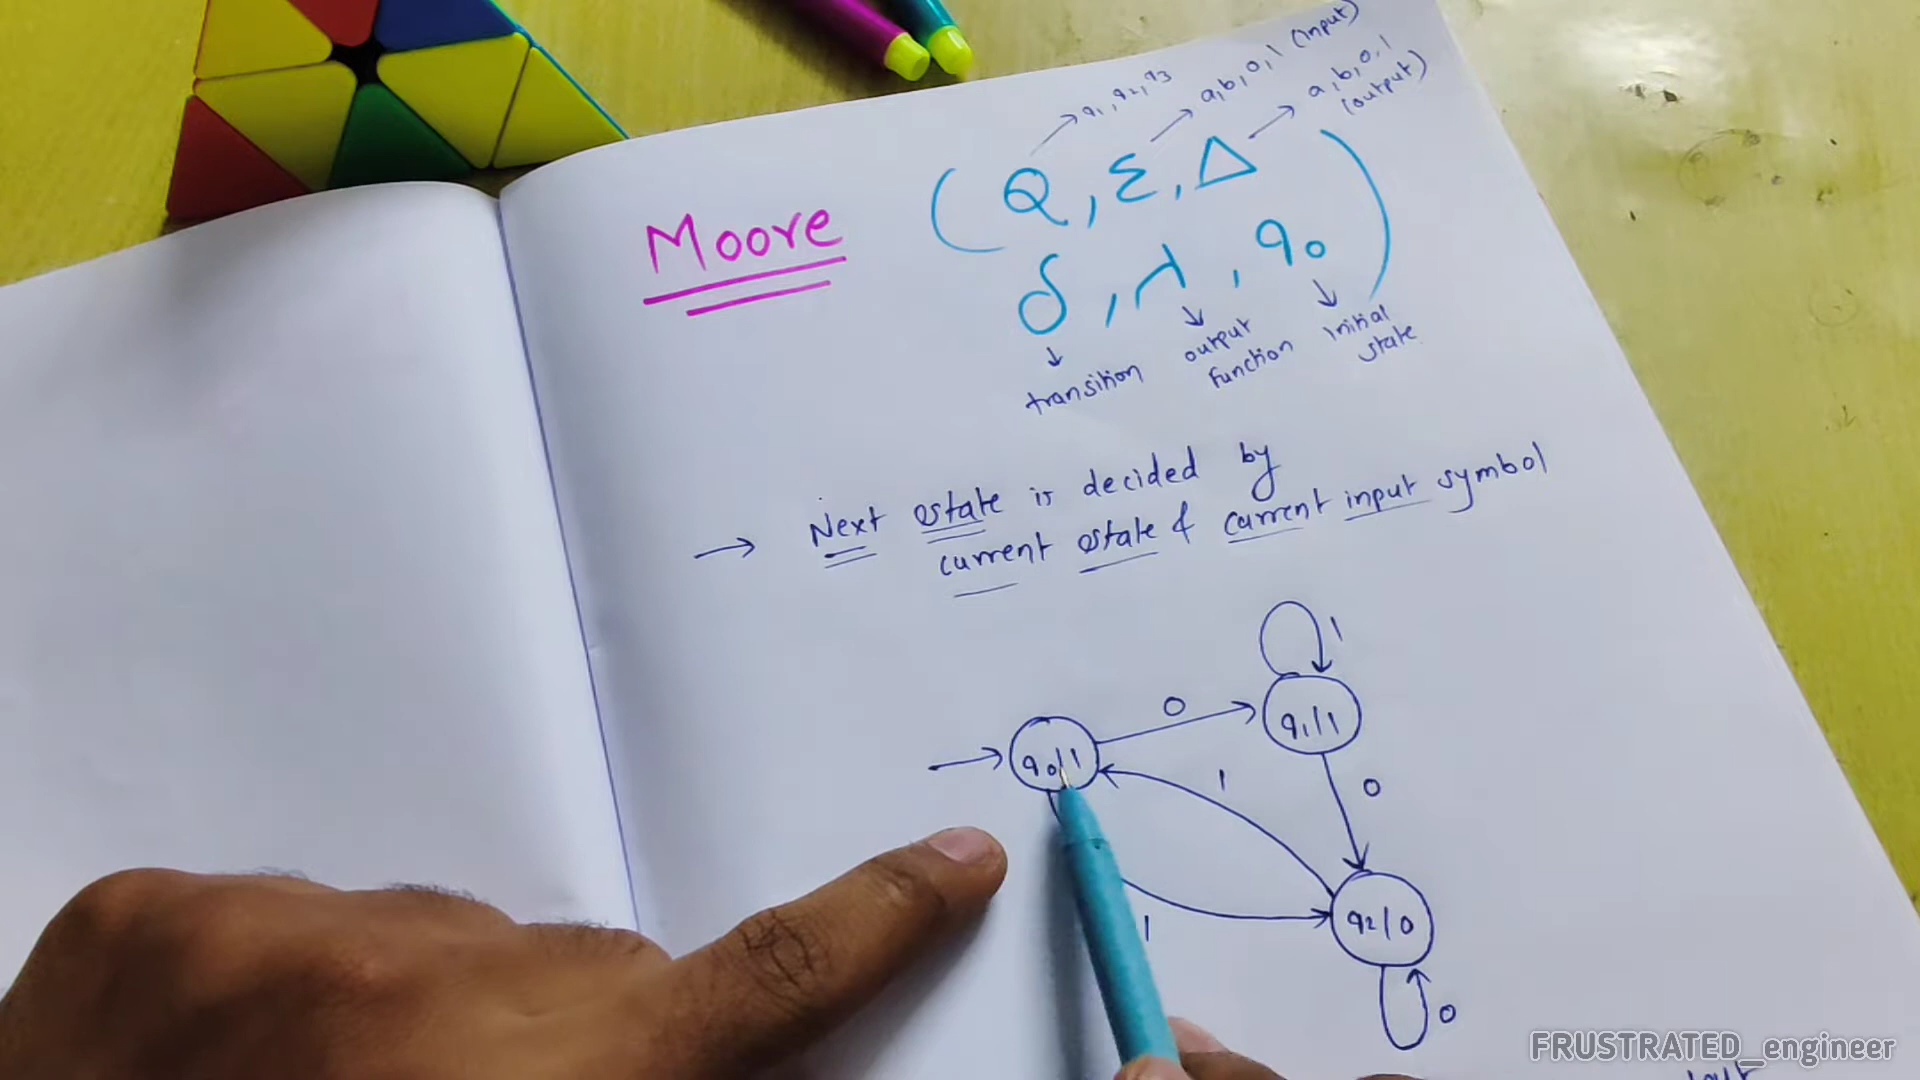 q1, q2, q3
a, b, 0, 1 (input)
a, b, 0, 1
(output)
Moore
(Q, Σ, Δ
δ, λ, q0)
transition
output
function
initial
state
→ Next state is decided by
current state & current input symbol
1
q0/1
0
q1/1
1
0
1
q2/0
0
FRUSTRATED_engineer